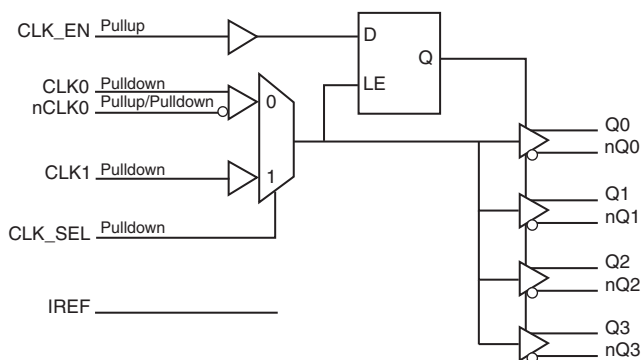 CLK_EN Pullup
D
Q
LE
CLK0 Pulldown
nCLK0 Pullup/Pulldown
0
CLK1 Pulldown
1
CLK_SEL Pulldown
IREF
Q0
nQ0
Q1
nQ1
Q2
nQ2
Q3
nQ3